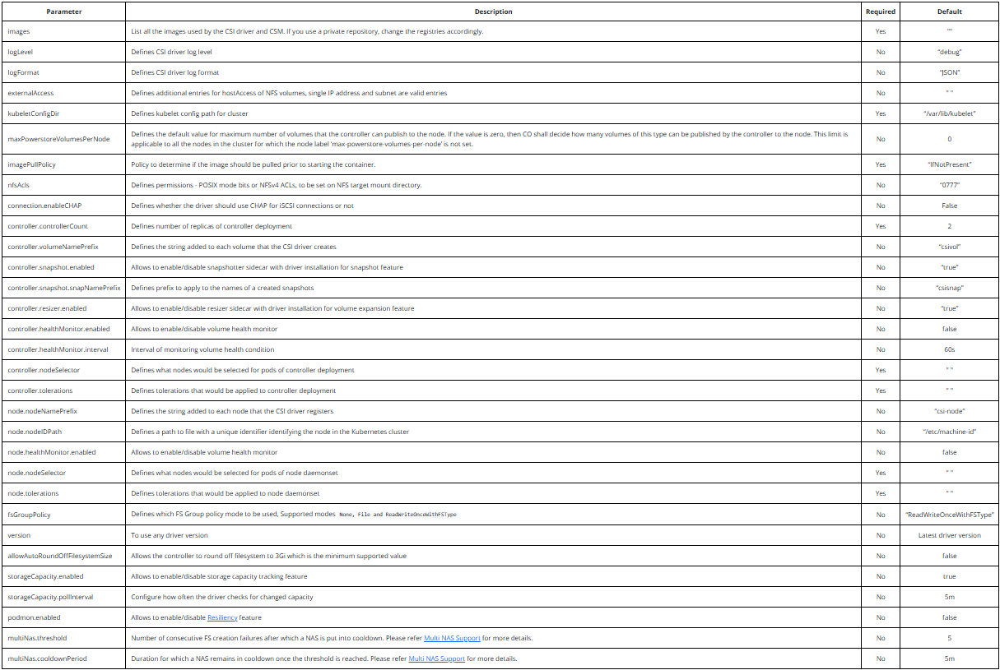 Parameter Description Required Default
images List all the images used by the CSI driver and CSM. If you use a private repository, change the registries accordingly. Yes ""
logLevel Defines CSI driver log level No “debug”
logFormat Defines CSI driver log format No “JSON”
externalAccess Defines additional entries for hostAccess of NFS volumes, single IP address and subnet are valid entries No " "
kubeletConfigDir Defines kubelet config path for cluster Yes “/var/lib/kubelet”
maxPowerstoreVolumesPerNode Defines the default value for maximum number of volumes that the controller can publish to the node. If the value is zero, then CO shall decide how many volumes of this type can be published by the controller to the node. This limit is
applicable to all the nodes in the cluster for which the node label ‘max-powerstore-volumes-per-node’ is not set. No 0
imagePullPolicy Policy to determine if the image should be pulled prior to starting the container. Yes “IfNotPresent”
nfsAcls Defines permissions - POSIX mode bits or NFSv4 ACLs, to be set on NFS target mount directory. No “0777”
connection.enableCHAP Defines whether the driver should use CHAP for iSCSI connections or not No False
controller.controllerCount Defines number of replicas of controller deployment Yes 2
controller.volumeNamePrefix Defines the string added to each volume that the CSI driver creates No “csivol”
controller.snapshot.enabled Allows to enable/disable snapshotter sidecar with driver installation for snapshot feature No “true”
controller.snapshot.snapNamePrefix Defines prefix to apply to the names of a created snapshots No “csisnap”
controller.resizer.enabled Allows to enable/disable resizer sidecar with driver installation for volume expansion feature No “true”
controller.healthMonitor.enabled Allows to enable/disable volume health monitor No false
controller.healthMonitor.interval Interval of monitoring volume health condition No 60s
controller.nodeSelector Defines what nodes would be selected for pods of controller deployment Yes " "
controller.tolerations Defines tolerations that would be applied to controller deployment Yes " "
node.nodeNamePrefix Defines the string added to each node that the CSI driver registers No “csi-node”
node.nodeIDPath Defines a path to file with a unique identifier identifying the node in the Kubernetes cluster No “/etc/machine-id”
node.healthMonitor.enabled Allows to enable/disable volume health monitor No false
node.nodeSelector Defines what nodes would be selected for pods of node daemonset Yes " "
node.tolerations Defines tolerations that would be applied to node daemonset Yes " "
fsGroupPolicy Defines which FS Group policy mode to be used, Supported modes None, File and ReadWriteOnceWithFSType No “ReadWriteOnceWithFSType”
version To use any driver version No Latest driver version
allowAutoRoundOffFilesystemSize Allows the controller to round off filesystem to 3Gi which is the minimum supported value No false
storageCapacity.enabled Allows to enable/disable storage capacity tracking feature No true
storageCapacity.pollInterval Configure how often the driver checks for changed capacity No 5m
podmon.enabled Allows to enable/disable Resiliency feature No false
multiNas.threshold Number of consecutive FS creation failures after which a NAS is put into cooldown. Please refer Multi NAS Support for more details. No 5
multiNas.cooldownPeriod Duration for which a NAS remains in cooldown once the threshold is reached. Please refer Multi NAS Support for more details. No 5m